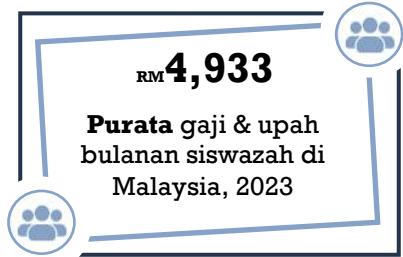 RM4,933
Purata gaji & upah
bulanan siswazah di
Malaysia, 2023